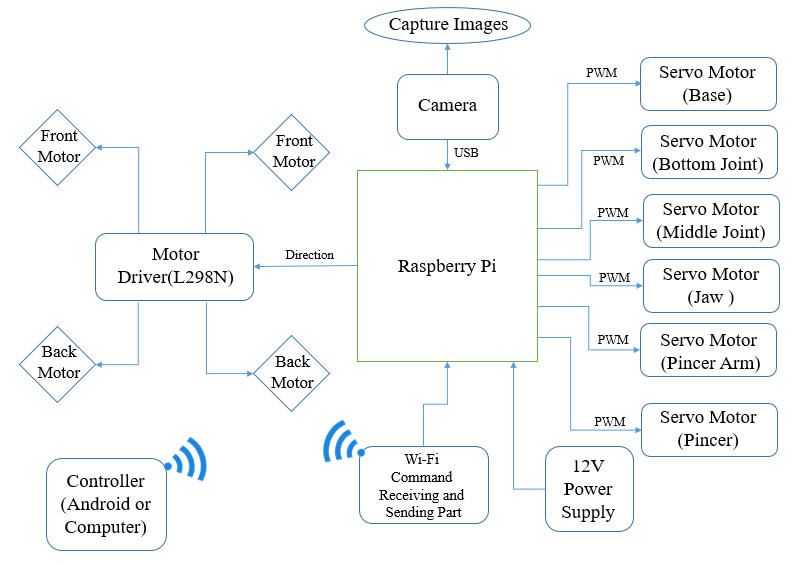 Capture Images
Camera
USB
Front
Motor
Front
Motor
Motor
Driver(L298N)
Direction
Raspberry Pi
Back
Motor
Back
Motor
PWM
Servo Motor
(Base)
PWM
Servo Motor
(Bottom Joint)
PWM
Servo Motor
(Middle Joint)
PWM
Servo Motor
(Jaw )
PWM
Servo Motor
(Pincer Arm)
PWM
Servo Motor
(Pincer)
Controller
(Android or
Computer)
Wi-Fi
Command
Receiving and
Sending Part
12V
Power
Supply